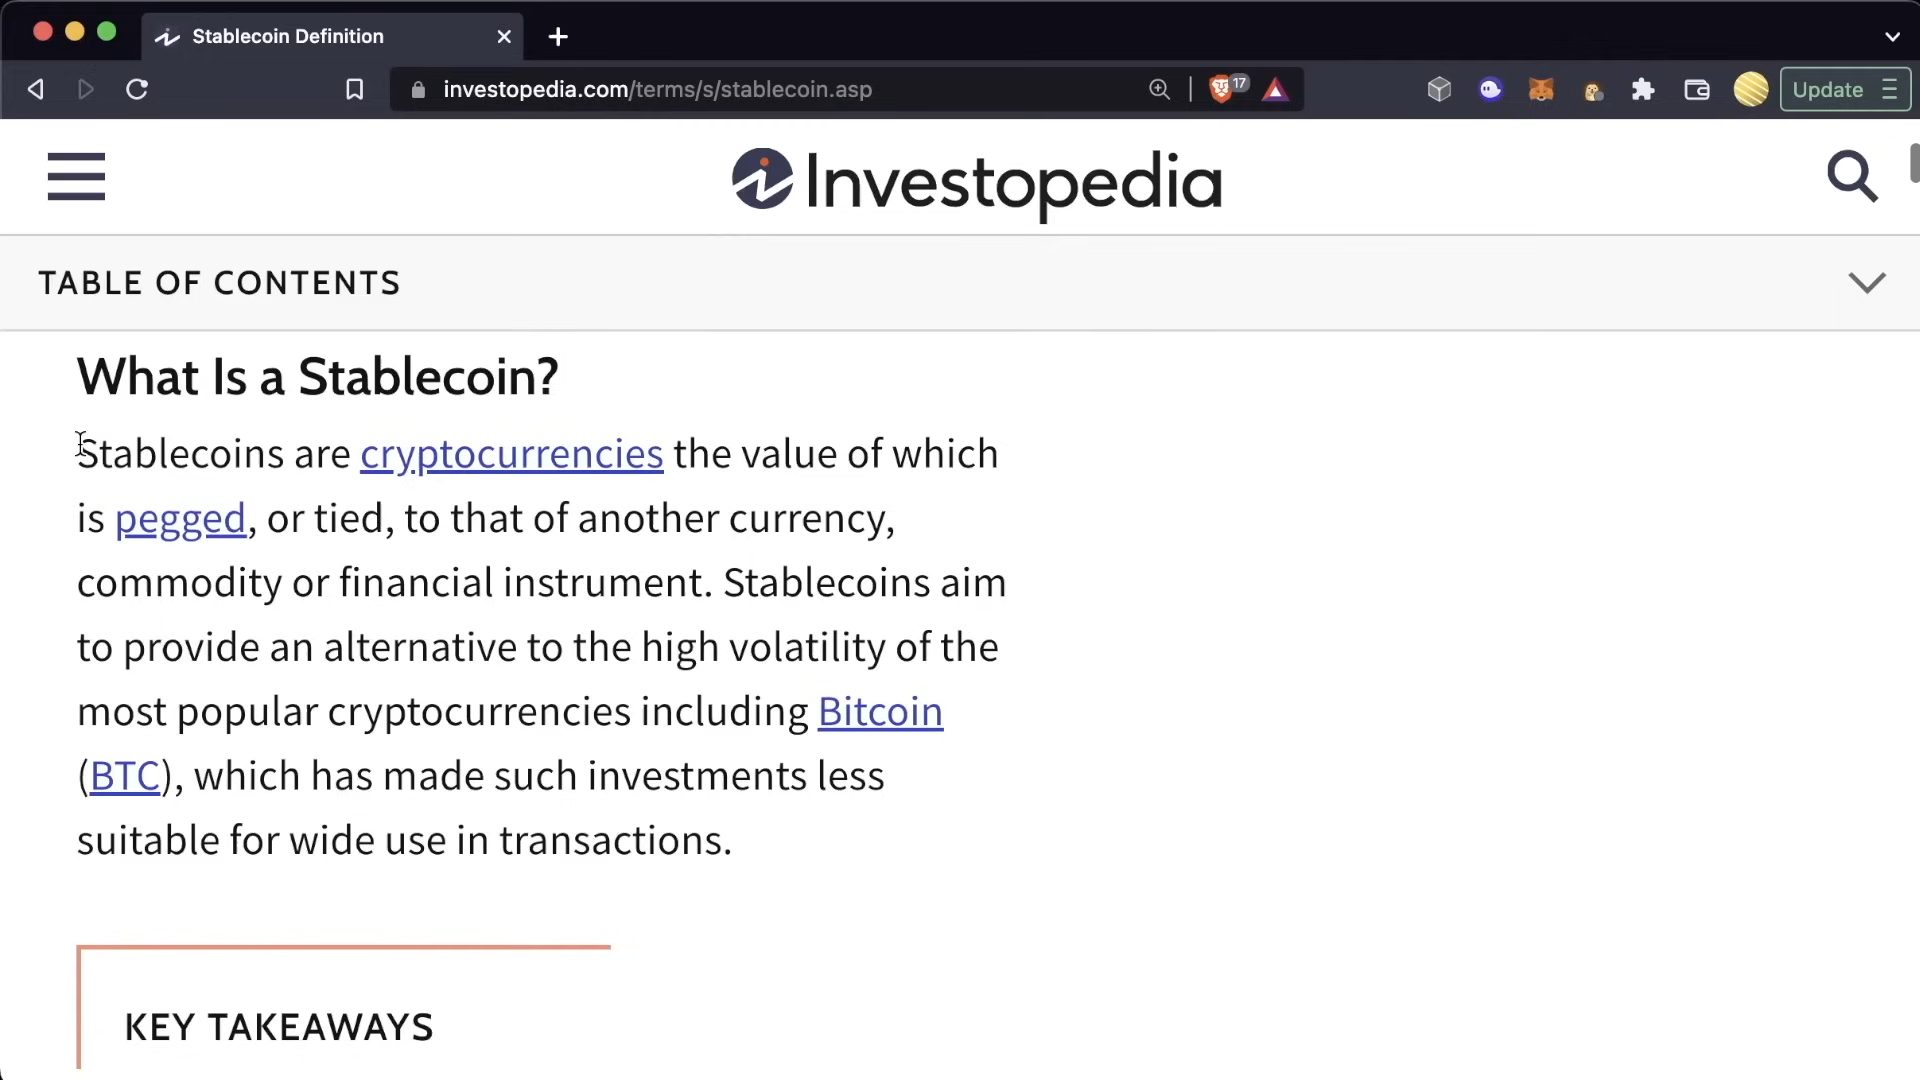 Stablecoin Definition
investopedia.com/terms/s/stablecoin.asp
17
Update
Investopedia
TABLE OF CONTENTS
What Is a Stablecoin?
Stablecoins are cryptocurrencies the value of which
is pegged, or tied, to that of another currency,
commodity or financial instrument. Stablecoins aim
to provide an alternative to the high volatility of the
most popular cryptocurrencies including Bitcoin
(BTC), which has made such investments less
suitable for wide use in transactions.
KEY TAKEAWAYS